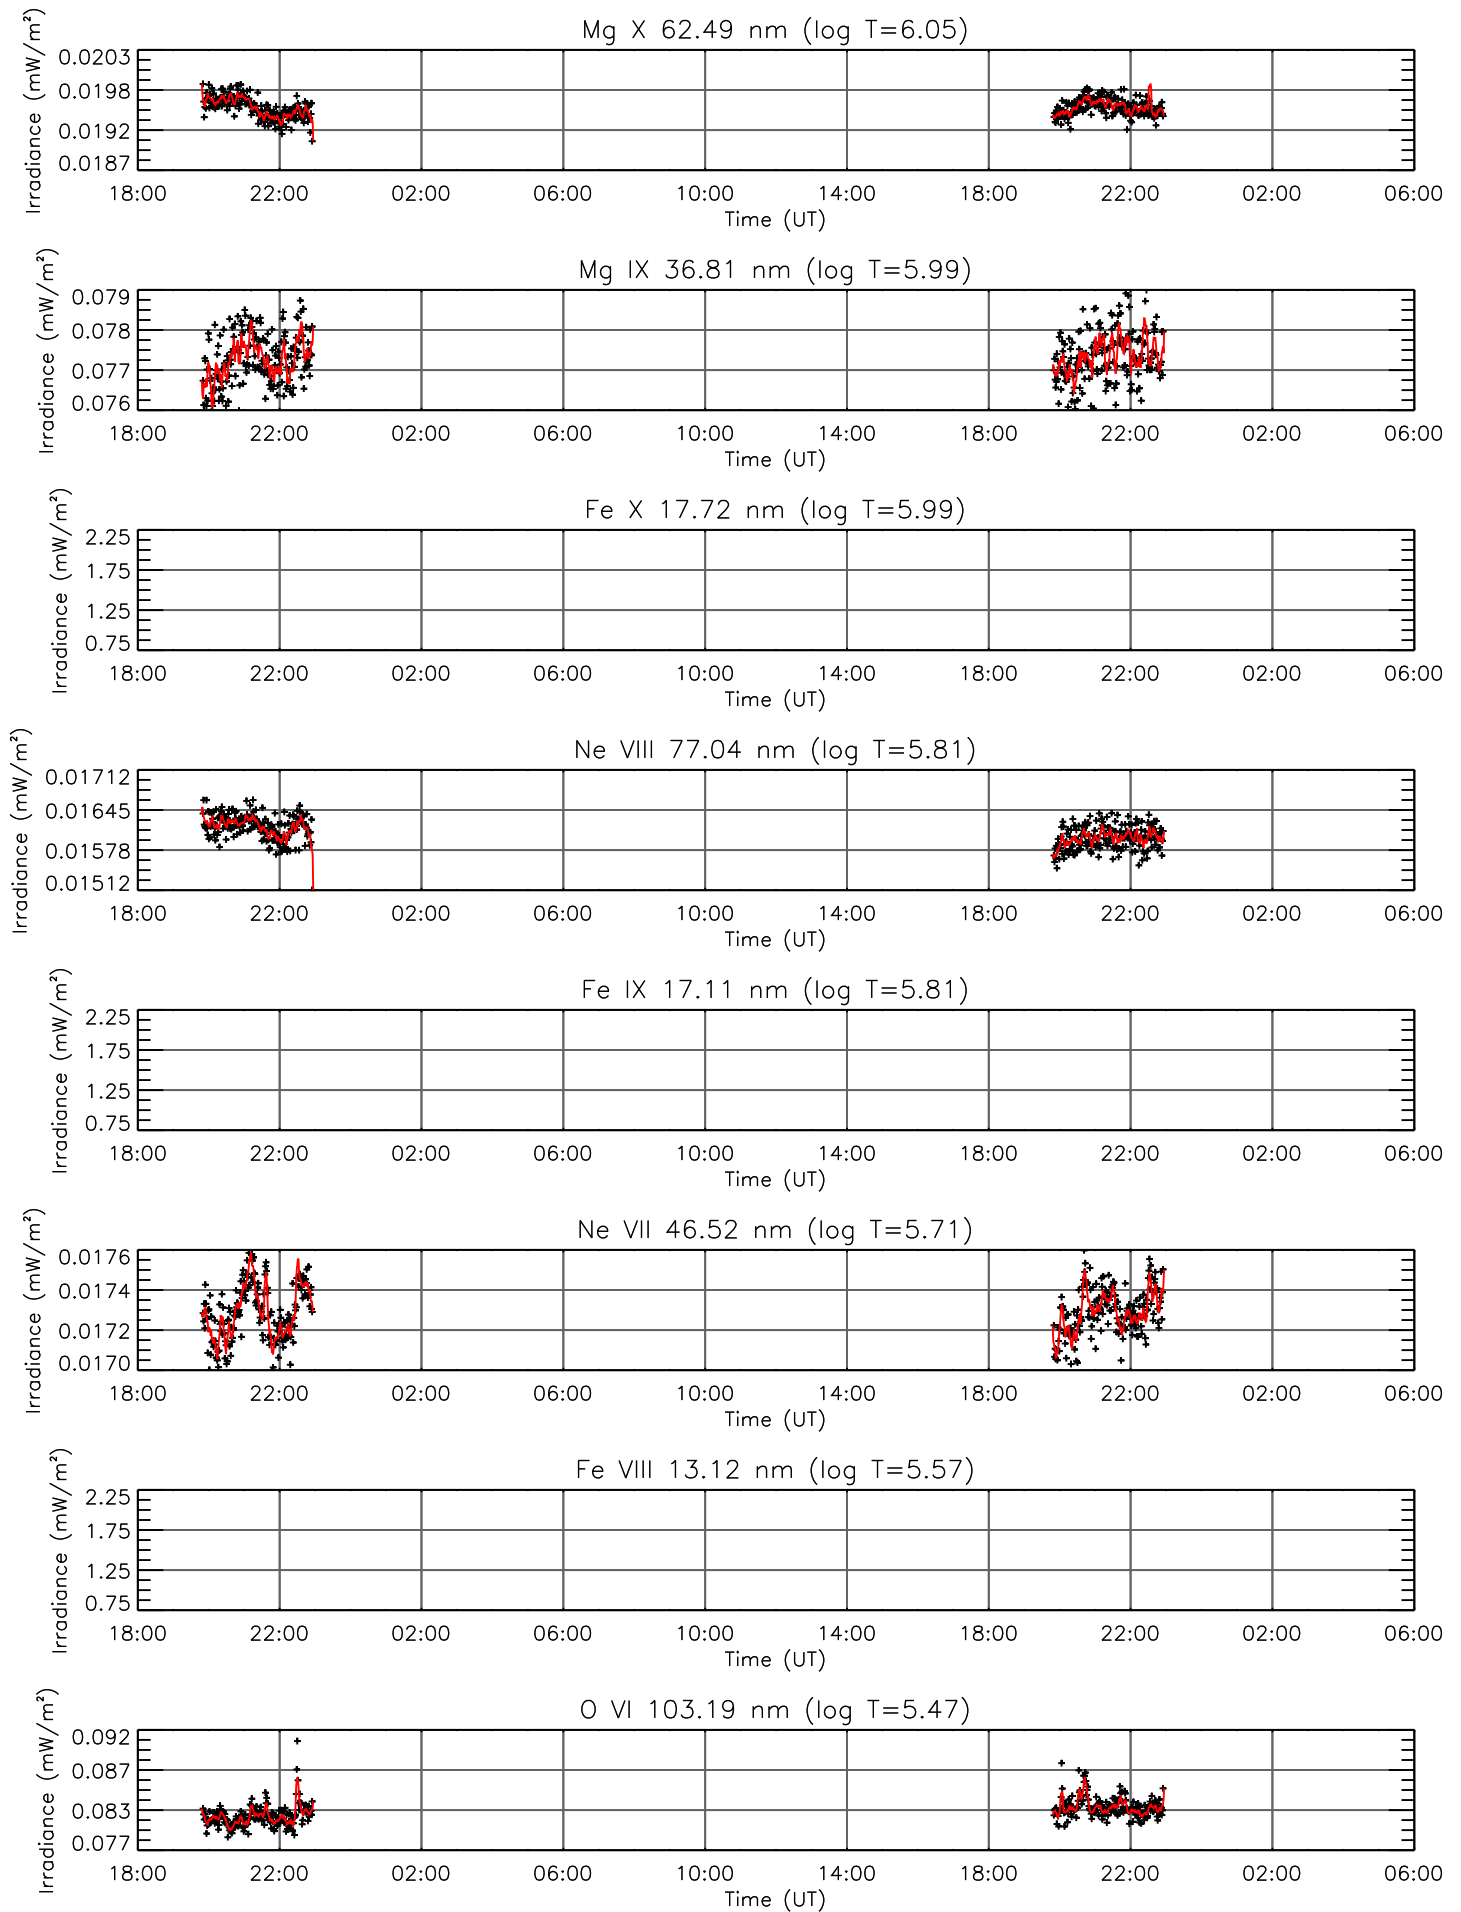 Mg X 62.49 nm (log T=6.05)
Irradiance (mW/m²)
0.0203
0.0198
0.0192
0.0187
18:00 22:00 02:00 06:00 10:00 14:00 18:00 22:00 02:00 06:00
Time (UT)
Mg IX 36.81 nm (log T=5.99)
Irradiance (mW/m²)
0.079
0.078
0.077
0.076
18:00 22:00 02:00 06:00 10:00 14:00 18:00 22:00 02:00 06:00
Time (UT)
Fe X 17.72 nm (log T=5.99)
Irradiance (mW/m²)
2.25
1.75
1.25
0.75
18:00 22:00 02:00 06:00 10:00 14:00 18:00 22:00 02:00 06:00
Time (UT)
Ne VIII 77.04 nm (log T=5.81)
Irradiance (mW/m²)
0.01712
0.01645
0.01578
0.01512
18:00 22:00 02:00 06:00 10:00 14:00 18:00 22:00 02:00 06:00
Time (UT)
Fe IX 17.11 nm (log T=5.81)
Irradiance (mW/m²)
2.25
1.75
1.25
0.75
18:00 22:00 02:00 06:00 10:00 14:00 18:00 22:00 02:00 06:00
Time (UT)
Ne VII 46.52 nm (log T=5.71)
Irradiance (mW/m²)
0.0176
0.0174
0.0172
0.0170
18:00 22:00 02:00 06:00 10:00 14:00 18:00 22:00 02:00 06:00
Time (UT)
Fe VIII 13.12 nm (log T=5.57)
Irradiance (mW/m²)
2.25
1.75
1.25
0.75
18:00 22:00 02:00 06:00 10:00 14:00 18:00 22:00 02:00 06:00
Time (UT)
O VI 103.19 nm (log T=5.47)
Irradiance (mW/m²)
0.092
0.087
0.083
0.077
18:00 22:00 02:00 06:00 10:00 14:00 18:00 22:00 02:00 06:00
Time (UT)